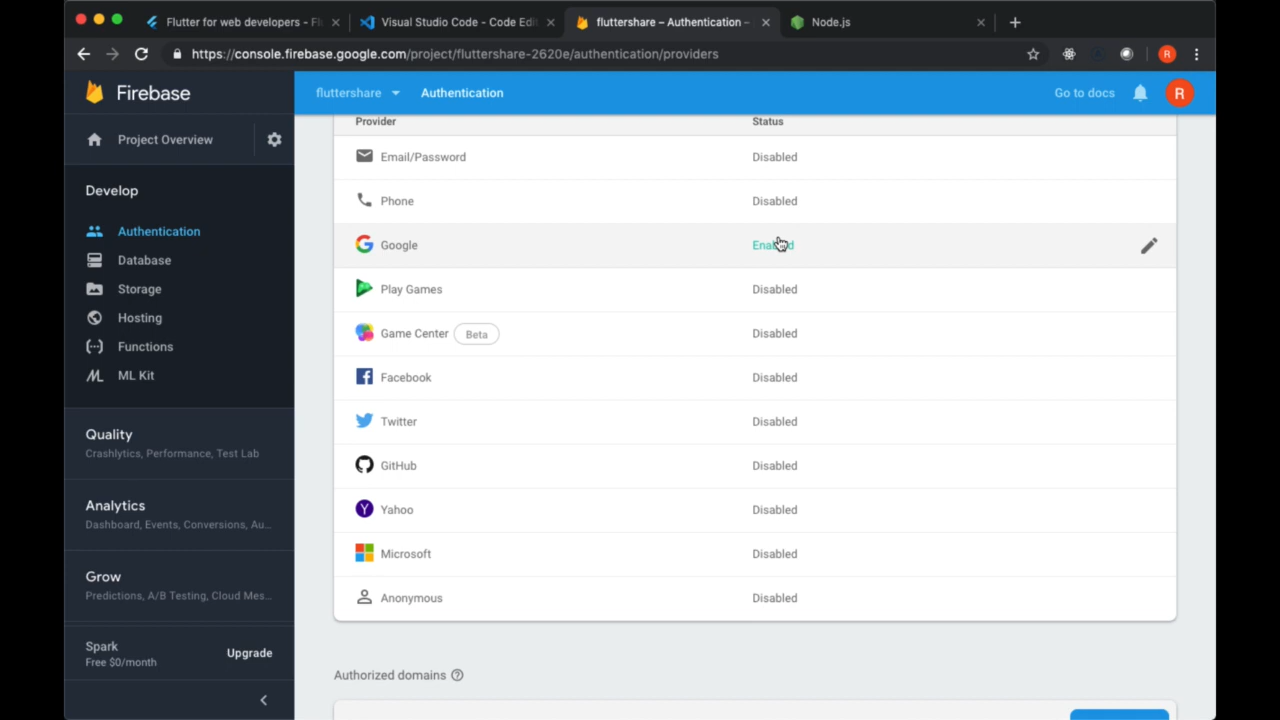 Flutter for web developers - Fl
Visual Studio Code - Code Edit
fluttershare – Authentication –
Node.js
https://console.firebase.google.com/project/fluttershare-2620e/authentication/providers
R
Firebase
fluttershare
Authentication
Go to docs
R
Project Overview
Develop
Authentication
Database
Storage
Hosting
Functions
ML Kit
Quality
Crashlytics, Performance, Test Lab
Analytics
Dashboard, Events, Conversions, Au...
Grow
Predictions, A/B Testing, Cloud Mes...
Spark
Free $0/month
Upgrade
Provider Status
Email/Password Disabled
Phone Disabled
Google Enabled
Play Games Disabled
Game Center Beta Disabled
Facebook Disabled
Twitter Disabled
GitHub Disabled
Yahoo Disabled
Microsoft Disabled
Anonymous Disabled
Authorized domains